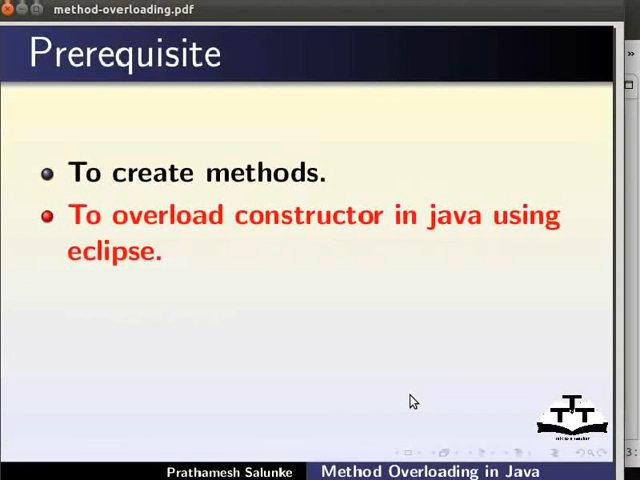 method-overloading.pdf
Prerequisite
To create methods.
To overload constructor in java using
eclipse.
Prathamesh Salunke
Method Overloading in Java